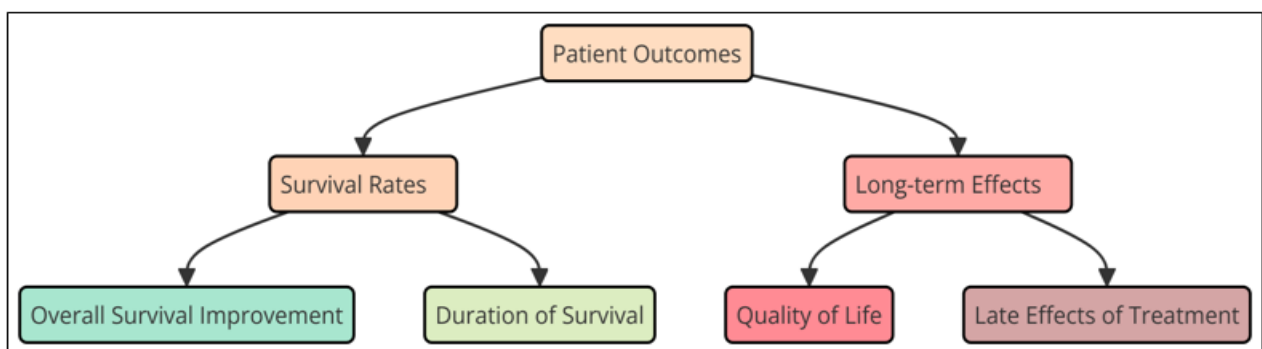 Patient Outcomes
Survival Rates
Long-term Effects
Overall Survival Improvement
Duration of Survival
Quality of Life
Late Effects of Treatment